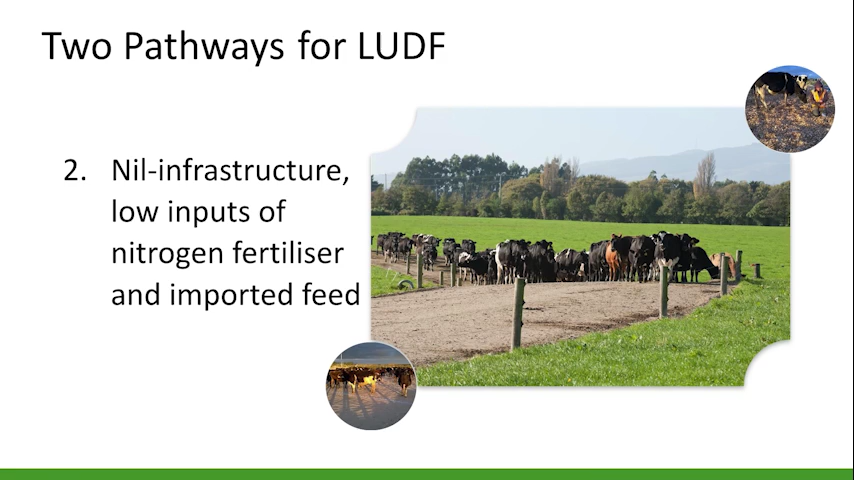 Two Pathways for LUDF
2. Nil-infrastructure,
low inputs of
nitrogen fertiliser
and imported feed